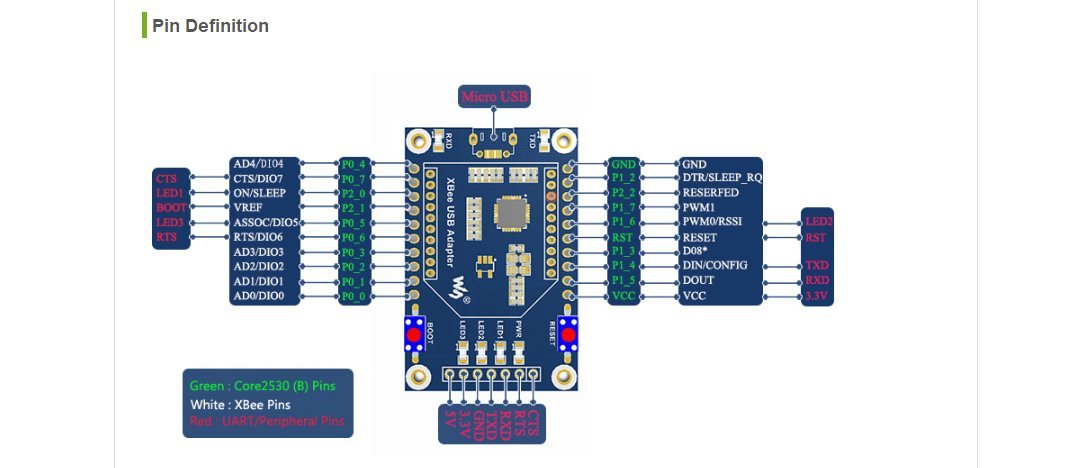 Pin Definition
Micro USB
RXD
TXD
CTS
LED1
BOOT
LED3
RTS
AD4/DI04
CTS/DIO7
ON/SLEEP
VREF
ASSOC/DIO5
RTS/DIO6
AD3/DIO3
AD2/DIO2
AD1/DIO1
AD0/DIO0
P0_4
P0_7
P2_0
P2_1
P0_5
P0_6
P0_3
P0_2
P0_1
P0_0
XBee USB Adapter
GND
P1_2
P2_2
P1_7
P1_6
RST
P1_3
P1_4
P1_5
VCC
GND
DTR/SLEEP_RQ
RESERFED
PWM1
PWM0/RSSI
RESET
D08*
DIN/CONFIG
DOUT
VCC
LED2
RST
TXD
RXD
3.3V
BOOT
LED3
LED2
LED1
PWR
RESET
5V
3.3V
GND
TXD
RXD
RTS
CTS
Green : Core2530 (B) Pins
White : XBee Pins
Red : UART/Peripheral Pins